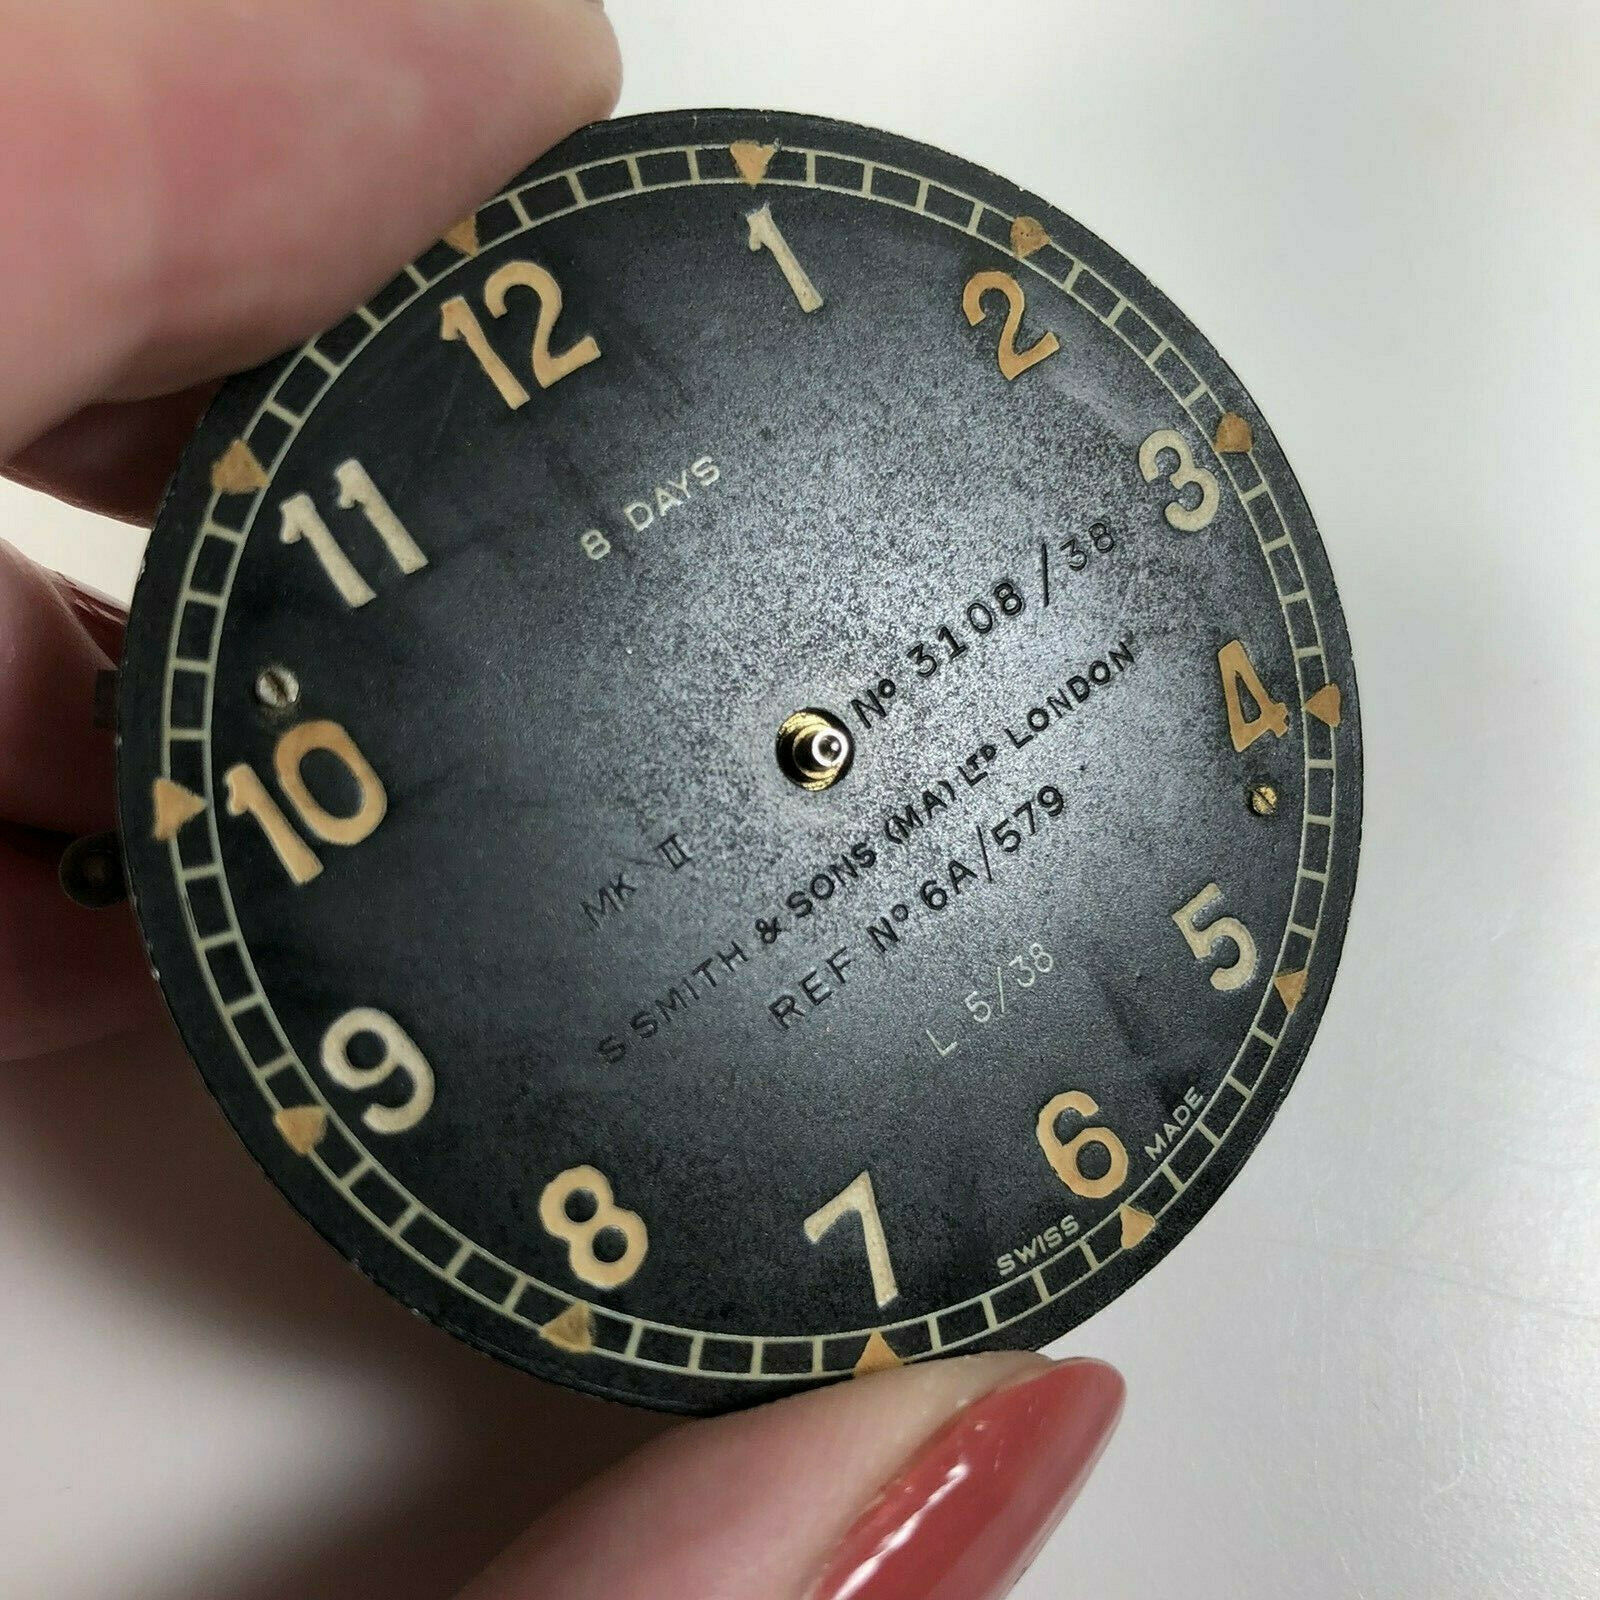 12
1
2
3
4
5
6
7
8
9
10
11
8 DAYS
Nº 3108/38
MK II
S SMITH & SONS (MA) LTD LONDON
REF Nº 6A/579
L 5/38
SWISS MADE